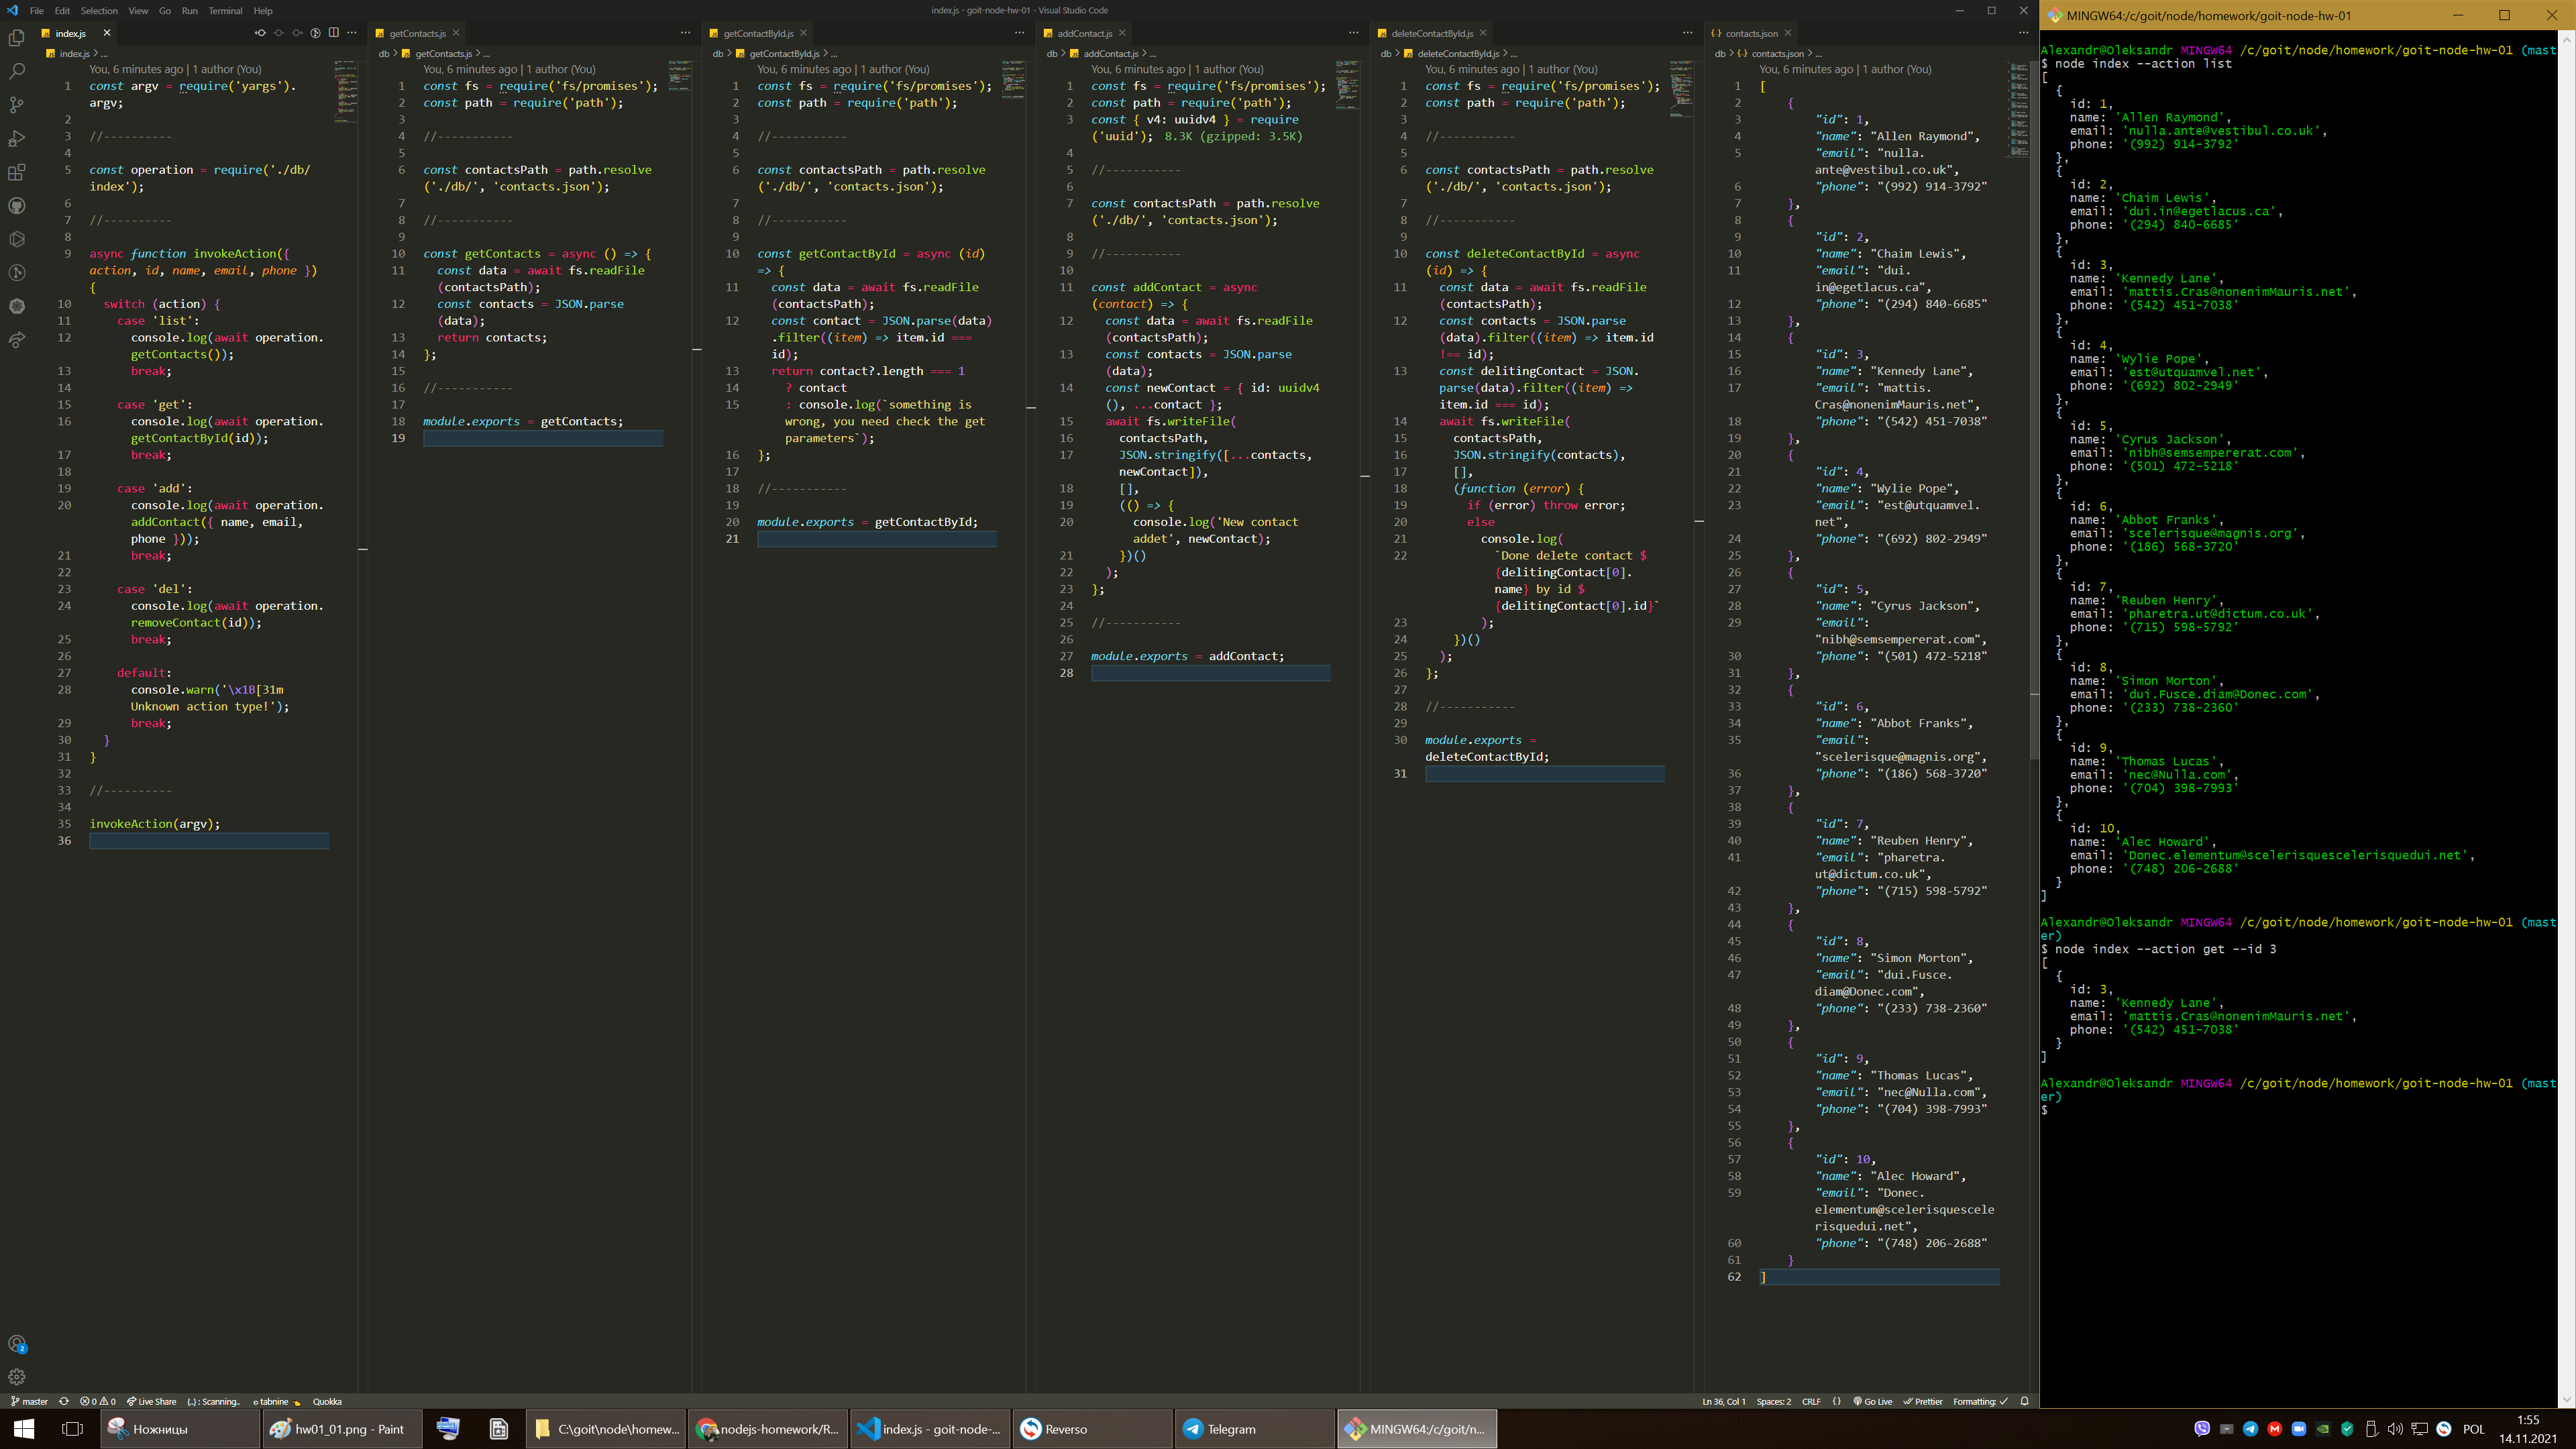 File Edit Selection View Go Run Terminal Help
index.js - goit-node-hw-01 - Visual Studio Code
index.js
index.js > ...
You, 6 minutes ago | 1 author (You)
1 const argv = require('yargs').
argv;
2
3 //----------
4
5 const operation = require('./db/
index');
6
7 //----------
8
9 async function invokeAction({
action, id, name, email, phone })
{
10 switch (action) {
11 case 'list':
12 console.log(await operation.
getContacts());
13 break;
14
15 case 'get':
16 console.log(await operation.
getContactById(id));
17 break;
18
19 case 'add':
20 console.log(await operation.
addContact({ name, email,
phone }));
21 break;
22
23 case 'del':
24 console.log(await operation.
removeContact(id));
25 break;
26
27 default:
28 console.warn('\x1B[31m
Unknown action type!');
29 break;
30 }
31 }
32
33 //----------
34
35 invokeAction(argv);
36
getContacts.js
db > getContacts.js > ...
You, 6 minutes ago | 1 author (You)
1 const fs = require('fs/promises');
2 const path = require('path');
3
4 //-----------
5
6 const contactsPath = path.resolve
('./db/', 'contacts.json');
7
8 //-----------
9
10 const getContacts = async () => {
11 const data = await fs.readFile
(contactsPath);
12 const contacts = JSON.parse
(data);
13 return contacts;
14 };
15
16 //-----------
17
18 module.exports = getContacts;
19
getContactById.js
db > getContactById.js > ...
You, 6 minutes ago | 1 author (You)
1 const fs = require('fs/promises');
2 const path = require('path');
3
4 //-----------
5
6 const contactsPath = path.resolve
('./db/', 'contacts.json');
7
8 //-----------
9
10 const getContactById = async (id)
=> {
11 const data = await fs.readFile
(contactsPath);
12 const contact = JSON.parse(data)
.filter((item) => item.id ===
id);
13 return contact?.length === 1
14 ? contact
15 : console.log(`something is
wrong, you need check the get
parameters`);
16 };
17
18 //-----------
19
20 module.exports = getContactById;
21
addContact.js
db > addContact.js > ...
You, 6 minutes ago | 1 author (You)
1 const fs = require('fs/promises');
2 const path = require('path');
3 const { v4: uuidv4 } = require
('uuid'); 8.3K (gzipped: 3.5K)
4
5 //-----------
6
7 const contactsPath = path.resolve
('./db/', 'contacts.json');
8
9 //-----------
10
11 const addContact = async
(contact) => {
12 const data = await fs.readFile
(contactsPath);
13 const contacts = JSON.parse
(data);
14 const newContact = { id: uuidv4
(), ...contact };
15 await fs.writeFile(
16 contactsPath,
17 JSON.stringify([...contacts,
newContact]),
18 [],
19 (() => {
20 console.log('New contact
addet', newContact);
21 })()
22 );
23 };
24
25 //-----------
26
27 module.exports = addContact;
28
deleteContactById.js
db > deleteContactById.js > ...
You, 6 minutes ago | 1 author (You)
1 const fs = require('fs/promises');
2 const path = require('path');
3
4 //-----------
5
6 const contactsPath = path.resolve
('./db/', 'contacts.json');
7
8 //-----------
9
10 const deleteContactById = async
(id) => {
11 const data = await fs.readFile
(contactsPath);
12 const contacts = JSON.parse
(data).filter((item) => item.id
!== id);
13 const delitingContact = JSON.
parse(data).filter((item) =>
item.id === id);
14 await fs.writeFile(
15 contactsPath,
16 JSON.stringify(contacts),
17 [],
18 (function (error) {
19 if (error) throw error;
20 else
21 console.log(
22 `Done delete contact $
{delitingContact[0].
name} by id $
{delitingContact[0].id}`
23 );
24 })()
25 );
26 };
27
28 //-----------
29
30 module.exports =
deleteContactById;
31
contacts.json
db > contacts.json > ...
You, 6 minutes ago | 1 author (You)
1 [
2 {
3 "id": 1,
4 "name": "Allen Raymond",
5 "email": "nulla.
ante@vestibul.co.uk",
6 "phone": "(992) 914-3792"
7 },
8 {
9 "id": 2,
10 "name": "Chaim Lewis",
11 "email": "dui.
in@egetlacus.ca",
12 "phone": "(294) 840-6685"
13 },
14 {
15 "id": 3,
16 "name": "Kennedy Lane",
17 "email": "mattis.
Cras@nonenimMauris.net",
18 "phone": "(542) 451-7038"
19 },
20 {
21 "id": 4,
22 "name": "Wylie Pope",
23 "email": "est@utquamvel.
net",
24 "phone": "(692) 802-2949"
25 },
26 {
27 "id": 5,
28 "name": "Cyrus Jackson",
29 "email":
"nibh@semsempererat.com",
30 "phone": "(501) 472-5218"
31 },
32 {
33 "id": 6,
34 "name": "Abbot Franks",
35 "email":
"scelerisque@magnis.org",
36 "phone": "(186) 568-3720"
37 },
38 {
39 "id": 7,
40 "name": "Reuben Henry",
41 "email": "pharetra.
ut@dictum.co.uk",
42 "phone": "(715) 598-5792"
43 },
44 {
45 "id": 8,
46 "name": "Simon Morton",
47 "email": "dui.Fusce.
diam@Donec.com",
48 "phone": "(233) 738-2360"
49 },
50 {
51 "id": 9,
52 "name": "Thomas Lucas",
53 "email": "nec@Nulla.com",
54 "phone": "(704) 398-7993"
55 },
56 {
57 "id": 10,
58 "name": "Alec Howard",
59 "email": "Donec.
elementum@scelerisquescele
risquedui.net",
60 "phone": "(748) 206-2688"
61 }
62 ]
MINGW64:/c/goit/node/homework/goit-node-hw-01
Alexandr@Oleksandr MINGW64 /c/goit/node/homework/goit-node-hw-01 (mast
$ node index --action list
[
{
id: 1,
name: 'Allen Raymond',
email: 'nulla.ante@vestibul.co.uk',
phone: '(992) 914-3792'
},
{
id: 2,
name: 'Chaim Lewis',
email: 'dui.in@egetlacus.ca',
phone: '(294) 840-6685'
},
{
id: 3,
name: 'Kennedy Lane',
email: 'mattis.Cras@nonenimMauris.net',
phone: '(542) 451-7038'
},
{
id: 4,
name: 'Wylie Pope',
email: 'est@utquamvel.net',
phone: '(692) 802-2949'
},
{
id: 5,
name: 'Cyrus Jackson',
email: 'nibh@semsempererat.com',
phone: '(501) 472-5218'
},
{
id: 6,
name: 'Abbot Franks',
email: 'scelerisque@magnis.org',
phone: '(186) 568-3720'
},
{
id: 7,
name: 'Reuben Henry',
email: 'pharetra.ut@dictum.co.uk',
phone: '(715) 598-5792'
},
{
id: 8,
name: 'Simon Morton',
email: 'dui.Fusce.diam@Donec.com',
phone: '(233) 738-2360'
},
{
id: 9,
name: 'Thomas Lucas',
email: 'nec@Nulla.com',
phone: '(704) 398-7993'
},
{
id: 10,
name: 'Alec Howard',
email: 'Donec.elementum@scelerisquescelerisquedui.net',
phone: '(748) 206-2688'
}
]
Alexandr@Oleksandr MINGW64 /c/goit/node/homework/goit-node-hw-01 (mast
er)
$ node index --action get --id 3
[
{
id: 3,
name: 'Kennedy Lane',
email: 'mattis.Cras@nonenimMauris.net',
phone: '(542) 451-7038'
}
]
Alexandr@Oleksandr MINGW64 /c/goit/node/homework/goit-node-hw-01 (mast
er)
$
2
master 0 0 Live Share {..} : Scanning.. tabnine Quokka
Ln 36, Col 1 Spaces: 2 CRLF {} Go Live Prettier Formatting: ✓
Ножницы
hw01_01.png - Paint
C:\goit\node\homew...
nodejs-homework/R...
index.js - goit-node-...
Reverso
Telegram
MINGW64:/c/goit/n...
POL
1:55
14.11.2021